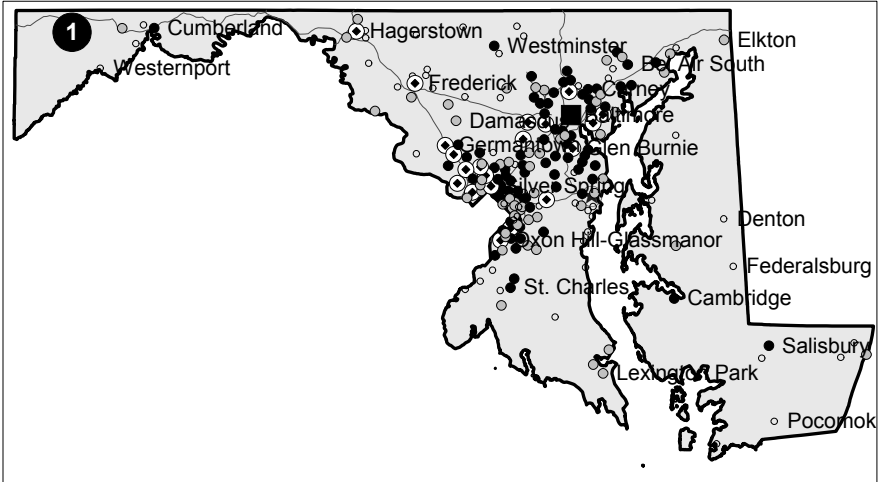 1
Cumberland
Hagerstown
Westminster
Elkton
Westernport
Frederick
Bel Air South
Carney
Damascus
Baltimore
Germantown
Glen Burnie
Silver Spring
Denton
Oxon Hill-Glassmanor
Federalsburg
St. Charles
Cambridge
Salisbury
Lexington Park
Pocomok